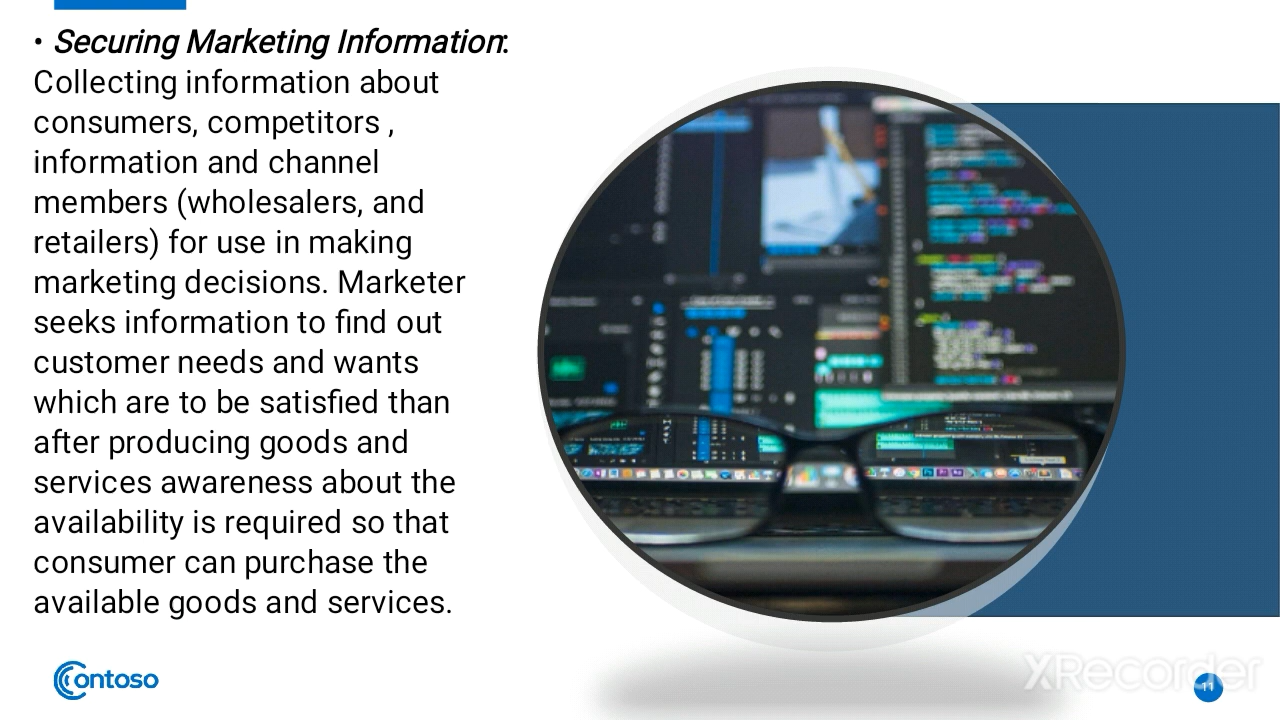 • Securing Marketing Information:
Collecting information about
consumers, competitors ,
information and channel
members (wholesalers, and
retailers) for use in making
marketing decisions. Marketer
seeks information to find out
customer needs and wants
which are to be satisfied than
after producing goods and
services awareness about the
availability is required so that
consumer can purchase the
available goods and services.
Contoso
XRecorder
11